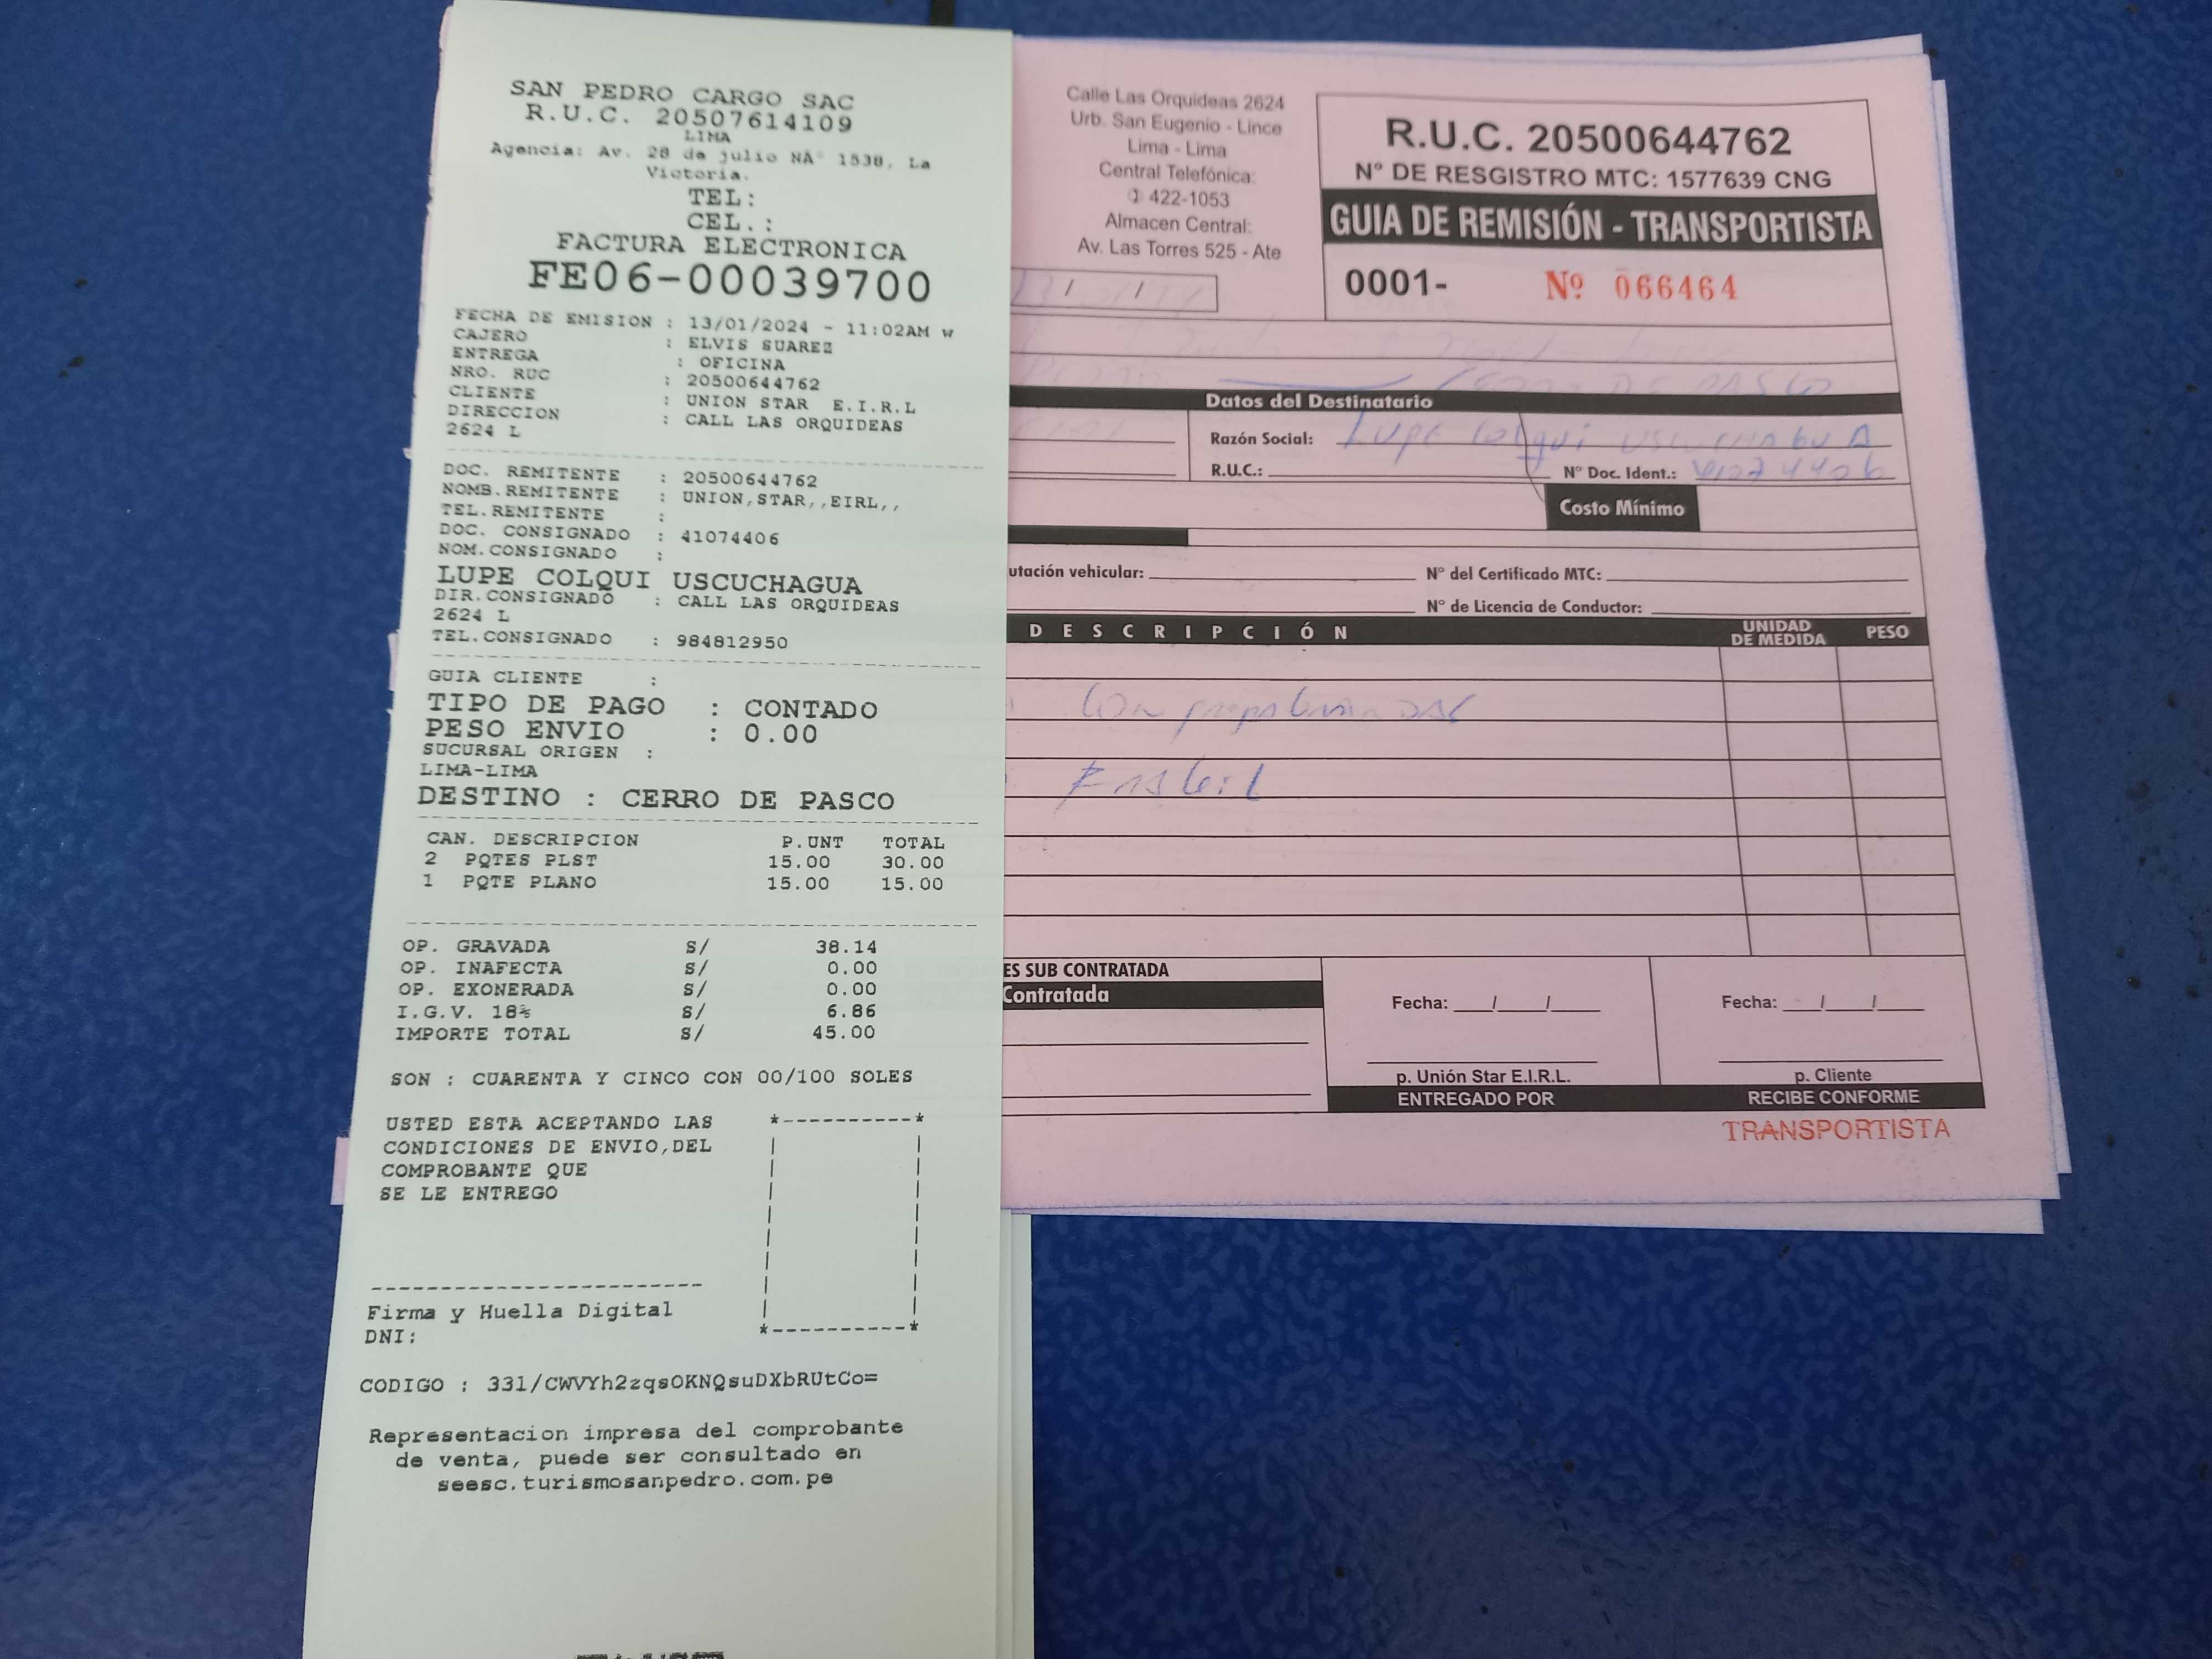 SAN PEDRO CARGO SAC
R.U.C. 20507614109
LIMA
Agencia: Av. 28 de julio NÂ° 1538, La
Victoria.
TEL:
CEL.:
FACTURA ELECTRONICA
FE06-00039700
FECHA DE EMISION : 13/01/2024 - 11:02AM w
CAJERO : ELVIS SUAREZ
ENTREGA : OFICINA
NRO. RUC : 20500644762
CLIENTE : UNION STAR E.I.R.L
DIRECCION : CALL LAS ORQUIDEAS
2624 L
DOC. REMITENTE : 20500644762
NOMB.REMITENTE : UNION,STAR,,EIRL,,
TEL.REMITENTE :
DOC. CONSIGNADO : 41074406
NOM.CONSIGNADO :
LUPE COLQUI USCUCHAGUA
DIR.CONSIGNADO : CALL LAS ORQUIDEAS
2624 L
TEL.CONSIGNADO : 984812950
GUIA CLIENTE :
TIPO DE PAGO : CONTADO
PESO ENVIO : 0.00
SUCURSAL ORIGEN :
LIMA-LIMA
DESTINO : CERRO DE PASCO
CAN. DESCRIPCION P.UNT TOTAL
2 PQTES PLST 15.00 30.00
1 PQTE PLANO 15.00 15.00
OP. GRAVADA S/ 38.14
OP. INAFECTA S/ 0.00
OP. EXONERADA S/ 0.00
I.G.V. 18% S/ 6.86
IMPORTE TOTAL S/ 45.00
SON : CUARENTA Y CINCO CON 00/100 SOLES
USTED ESTA ACEPTANDO LAS
CONDICIONES DE ENVIO,DEL
COMPROBANTE QUE
SE LE ENTREGO
Firma y Huella Digital
DNI:
CODIGO : 331/CWVYh2zqsOKNQsuDXbRUtCo=
Representacion impresa del comprobante
de venta, puede ser consultado en
seesc.turismosanpedro.com.pe
Calle Las Orquideas 2624
Urb. San Eugenio - Lince
Lima - Lima
Central Telefónica:
422-1053
Almacen Central:
Av. Las Torres 525 - Ate
R.U.C. 20500644762
N° DE RESGISTRO MTC: 1577639 CNG
GUIA DE REMISIÓN - TRANSPORTISTA
0001- Nº 066464
DE PASCO
Datos del Destinatario
Razón Social: Lupe Colqui USCUCHAGUA
R.U.C.: N° Doc. Ident.: 41074406
Costo Mínimo
utación vehicular: N° del Certificado MTC:
N° de Licencia de Conductor:
DESCRIPCIÓN UNIDAD DE MEDIDA PESO
ES SUB CONTRATADA
Contratada
Fecha: / / Fecha: / /
p. Unión Star E.I.R.L. p. Cliente
ENTREGADO POR RECIBE CONFORME
TRANSPORTISTA